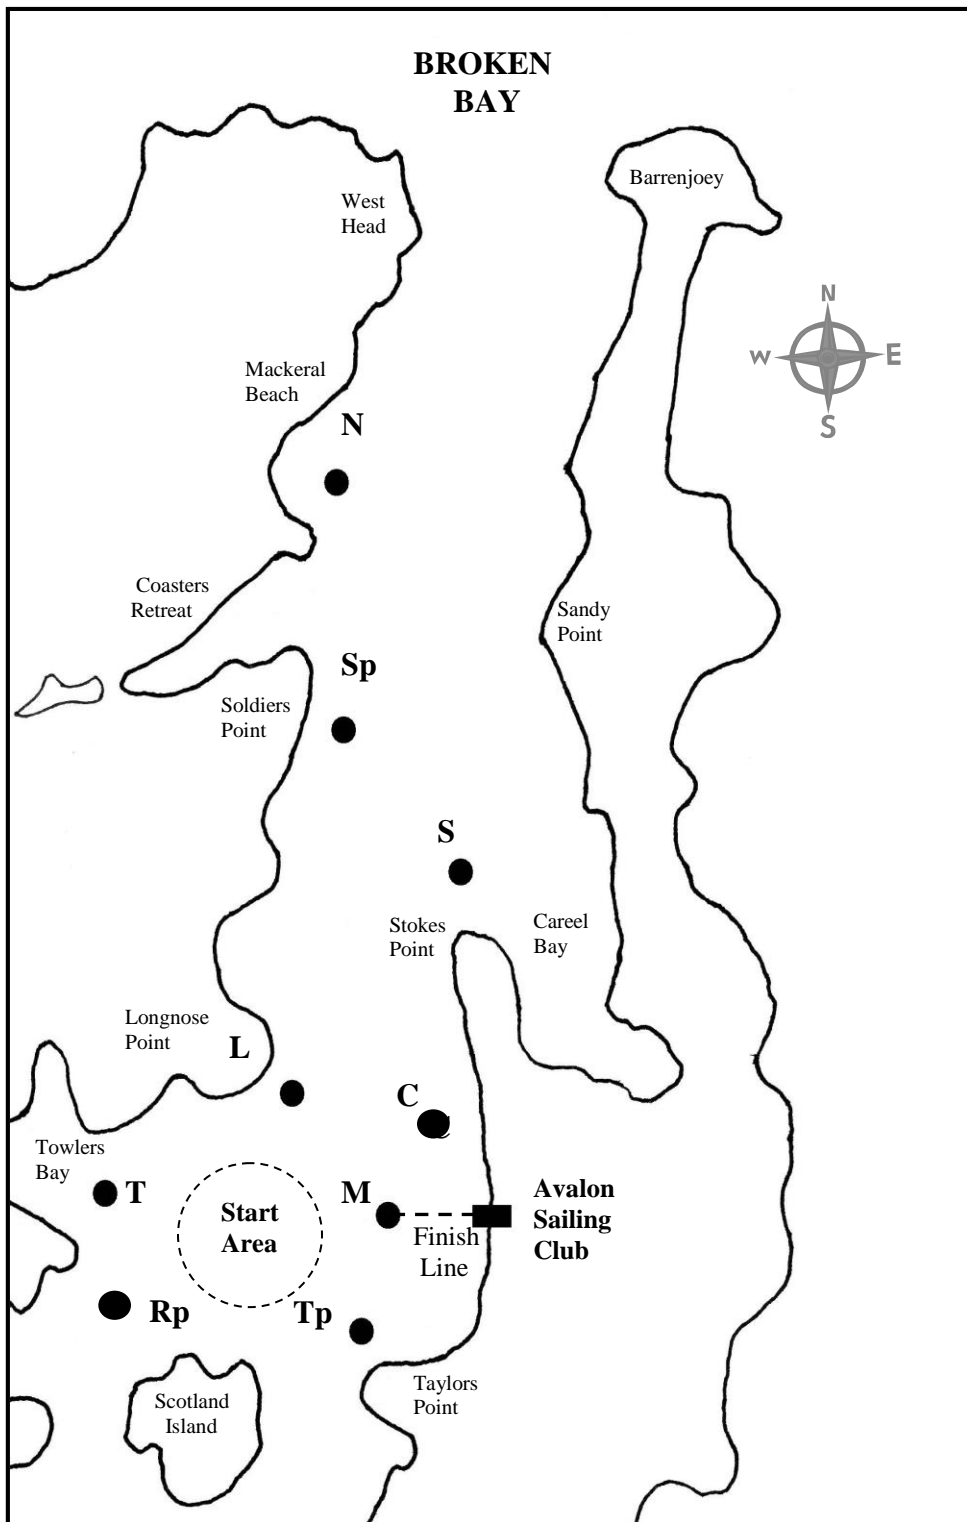 BROKEN
BAY
Barrenjoey
West
Head
N
W
E
S
Mackeral
Beach
N
Coasters
Retreat
Sandy
Point
Sp
Soldiers
Point
S
Stokes
Point
Careel
Bay
Longnose
Point
L
C
Towlers
Bay
T
Start
Area
M
Finish
Line
Avalon
Sailing
Club
Rp
Tp
Scotland
Island
Taylors
Point